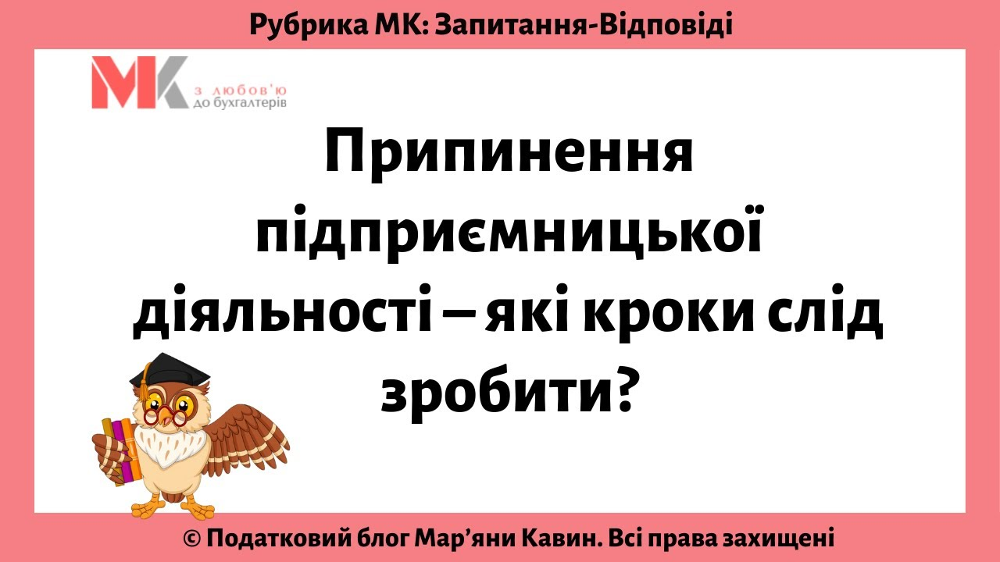 Рубрика МК: Запитання-Відповіді
МК з любов'ю
до бухгалтерів
Припинення
підприємницької
діяльності – які кроки слід
зробити?
© Податковий блог Мар’яни Кавин. Всі права захищені